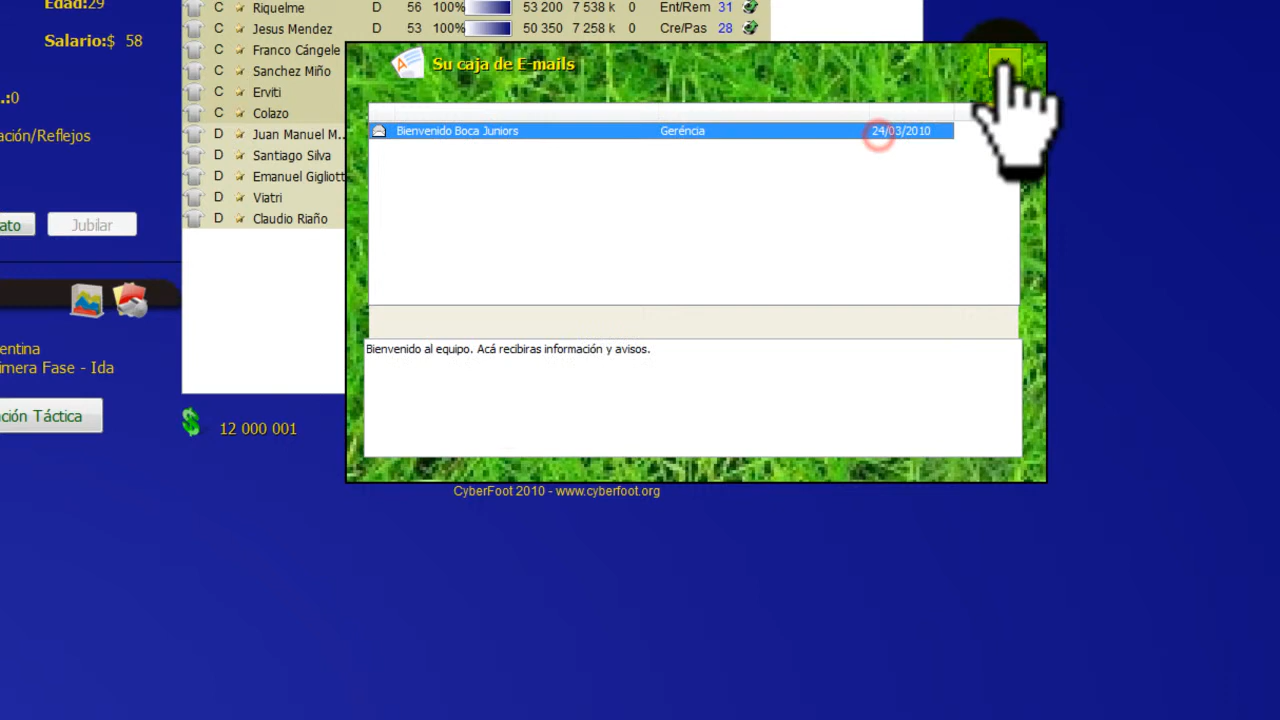 Edad:29
Salario:$ 58
.:0
ación/Reflejos
ato
Jubilar
entina
imera Fase - Ida
ción Táctica
C Riquelme D 56 100% 53 200 7 538 k 0 Ent/Rem 31
C Jesus Mendez D 53 100% 50 350 7 258 k 0 Cre/Pas 28
C Franco Cángele
C Sanchez Miño
C Erviti
C Colazo
D Juan Manuel M..
D Santiago Silva
D Emanuel Gigliott
D Viatri
D Claudio Riaño
$ 12 000 001
Su caja de E-mails
Bienvenido Boca Juniors Geréncia 24/03/2010
Bienvenido al equipo. Acá recibiras información y avisos.
CyberFoot 2010 - www.cyberfoot.org